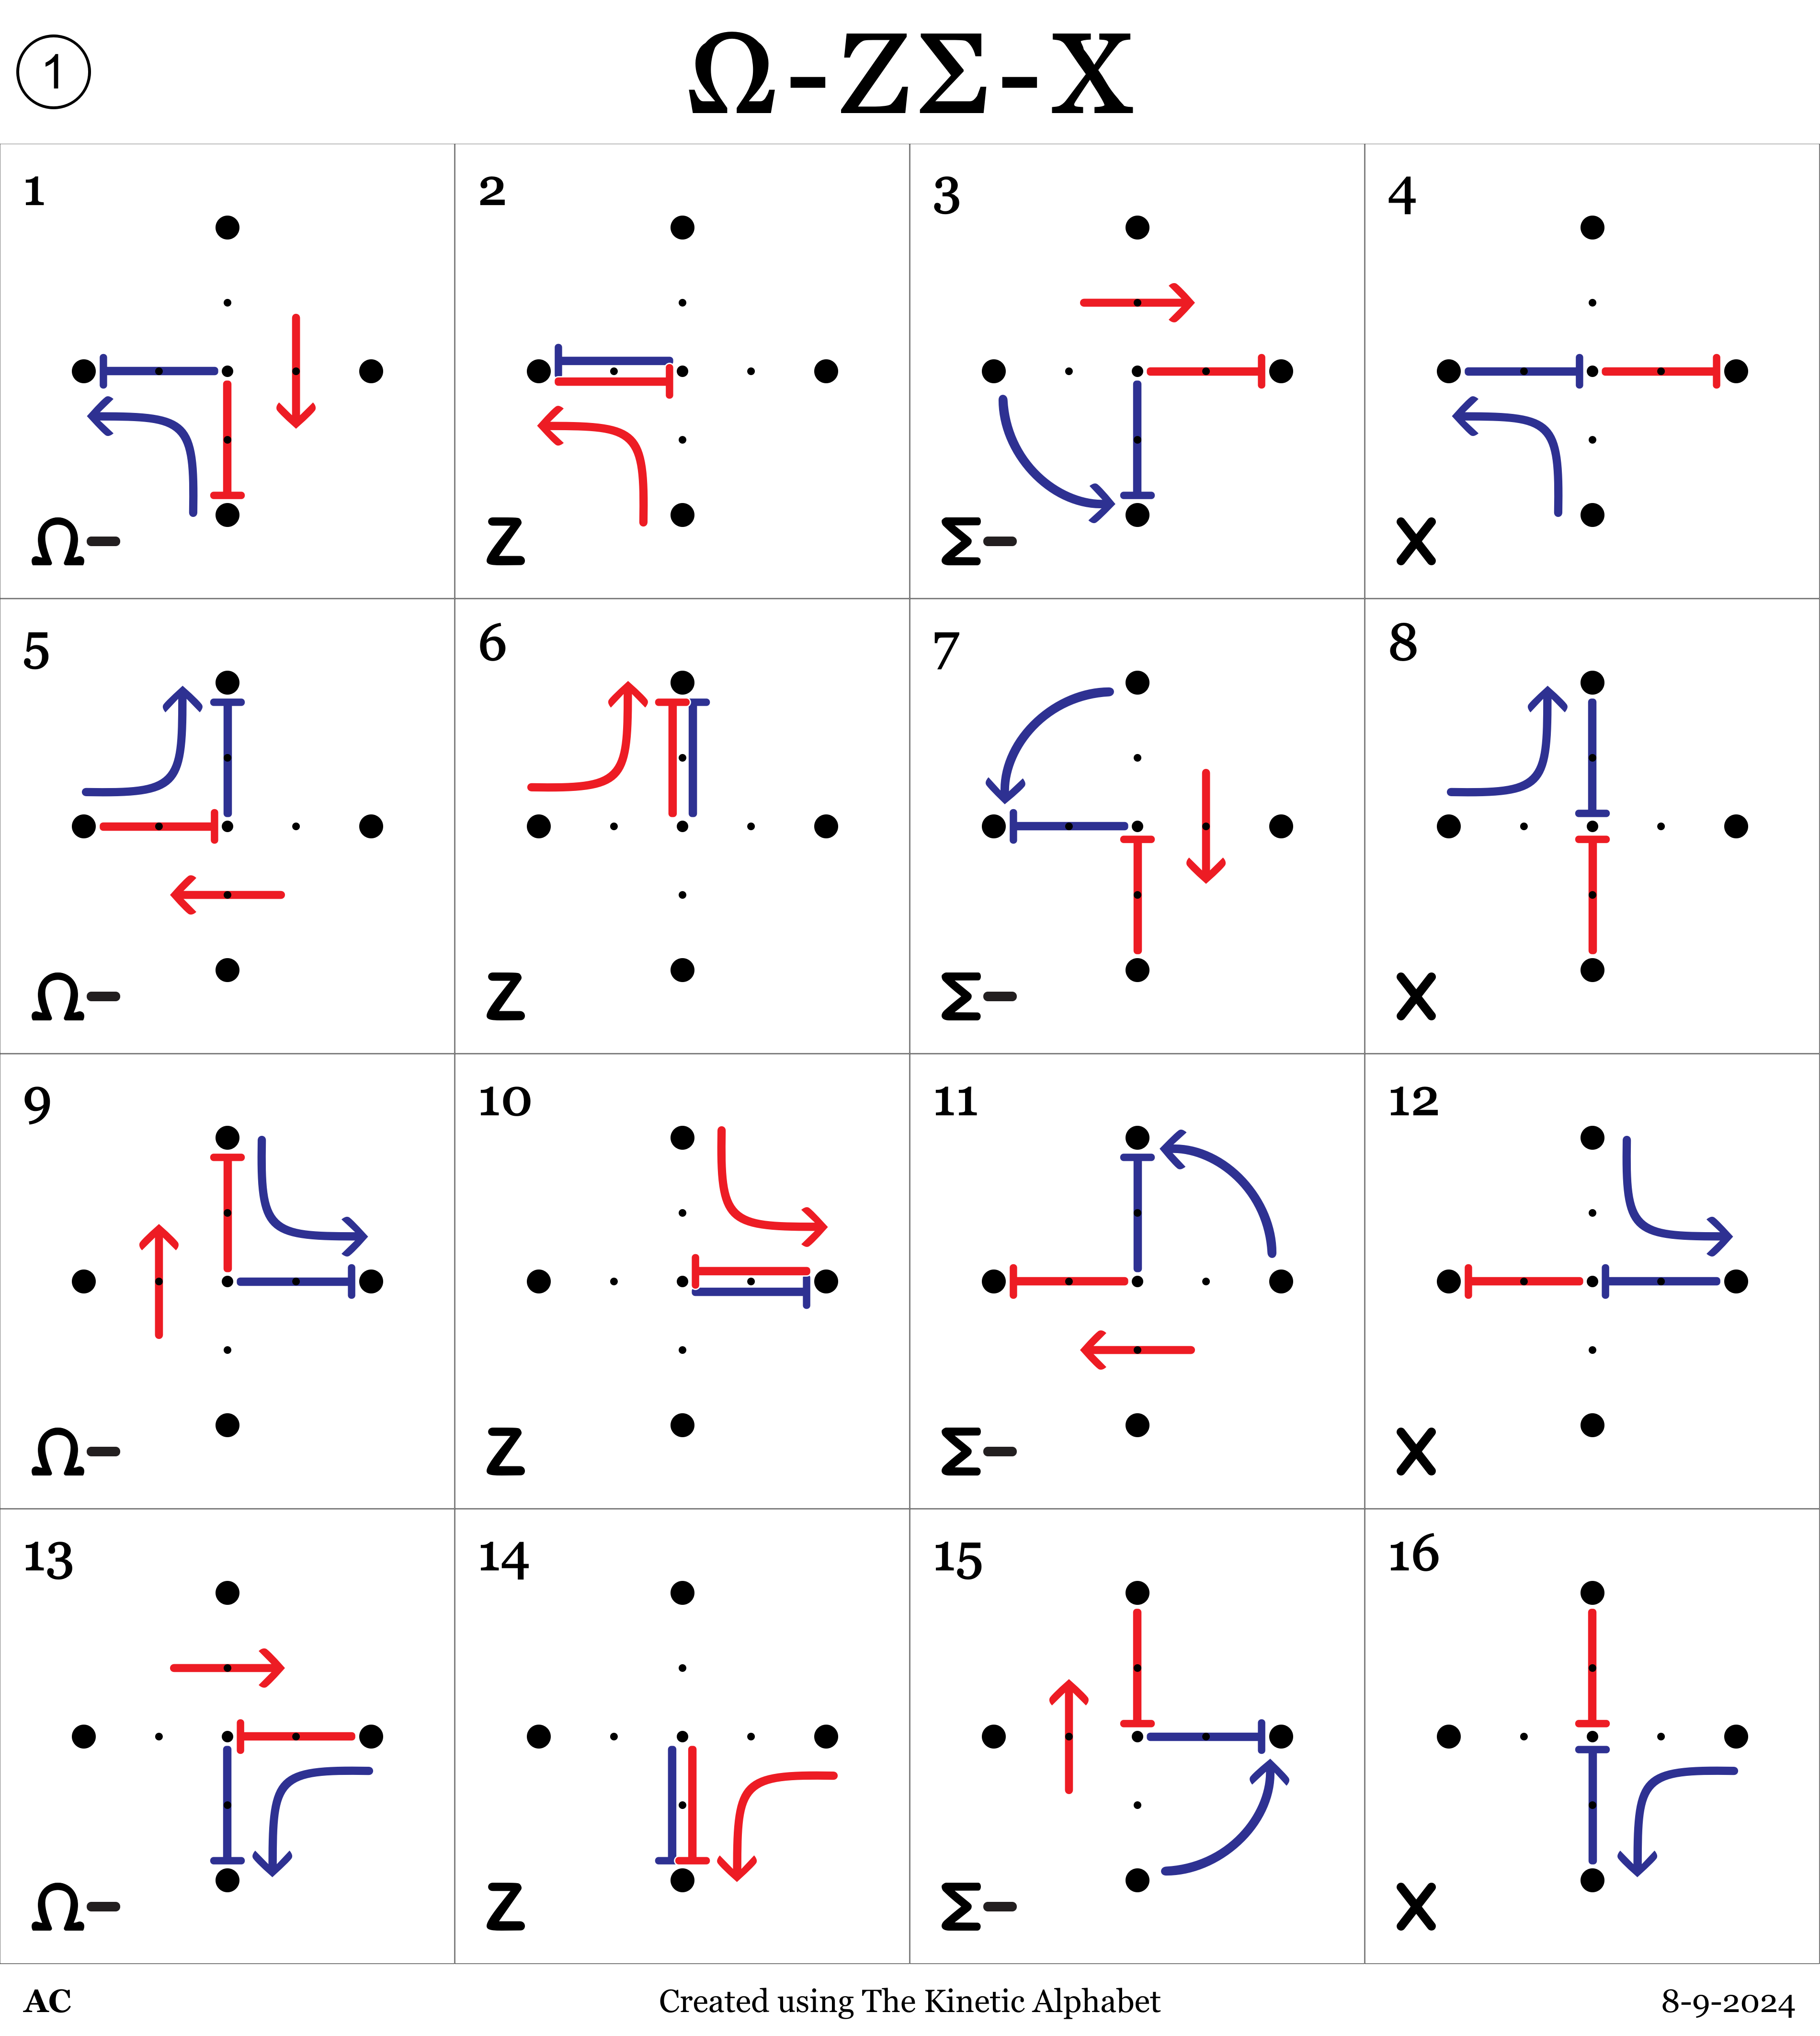 1
Ω-ZΣ-X
1 2 3 4
Ω- Z Σ- X
5 6 7 8
Ω- Z Σ- X
9 10 11 12
Ω- Z Σ- X
13 14 15 16
Ω- Z Σ- X
AC Created using The Kinetic Alphabet 8-9-2024